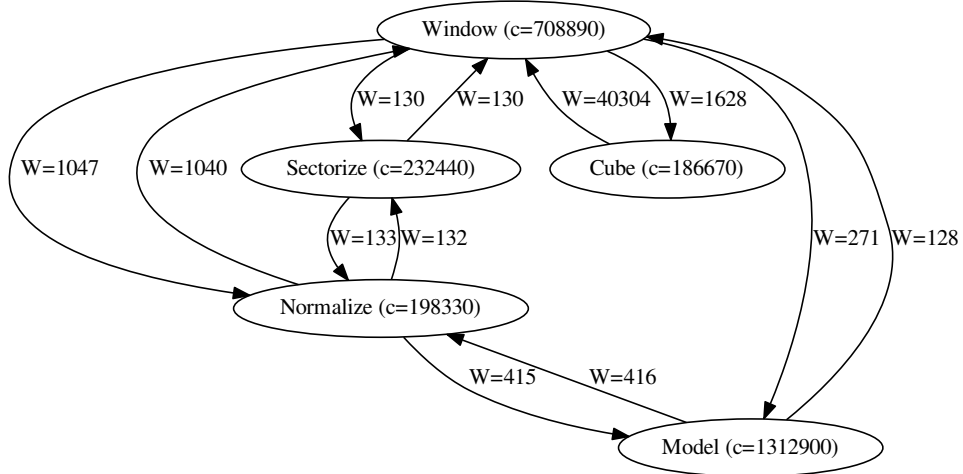 Window (c=708890)
W=130
W=130
W=40304
W=1628
W=1047
W=1040
Sectorize (c=232440)
Cube (c=186670)
W=133
W=132
W=271
W=128
Normalize (c=198330)
W=415
W=416
Model (c=1312900)